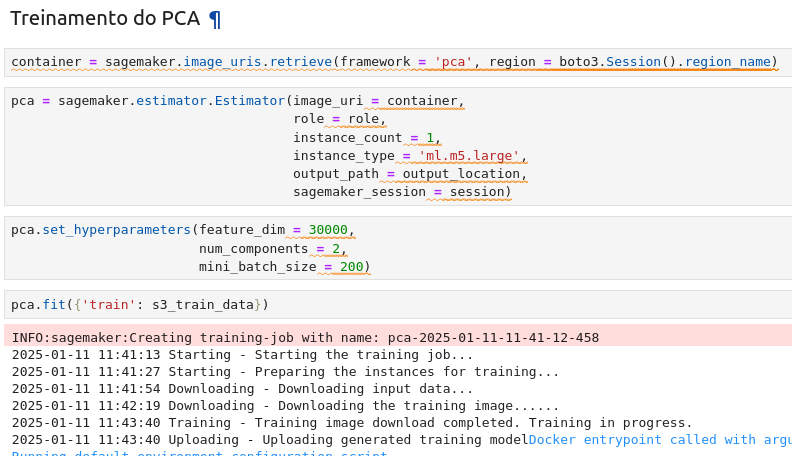 Treinamento do PCA ¶
container = sagemaker.image_uris.retrieve(framework = 'pca', region = boto3.Session().region_name)
pca = sagemaker.estimator.Estimator(image_uri = container,
role = role,
instance_count = 1,
instance_type = 'ml.m5.large',
output_path = output_location,
sagemaker_session = session)
pca.set_hyperparameters(feature_dim = 30000,
num_components = 2,
mini_batch_size = 200)
pca.fit({'train': s3_train_data})
INFO:sagemaker:Creating training-job with name: pca-2025-01-11-11-41-12-458
2025-01-11 11:41:13 Starting - Starting the training job...
2025-01-11 11:41:27 Starting - Preparing the instances for training...
2025-01-11 11:41:54 Downloading - Downloading input data...
2025-01-11 11:42:19 Downloading - Downloading the training image......
2025-01-11 11:43:40 Training - Training image download completed. Training in progress.
2025-01-11 11:43:40 Uploading - Uploading generated training modelDocker entrypoint called with argu
Running default environment configuration script